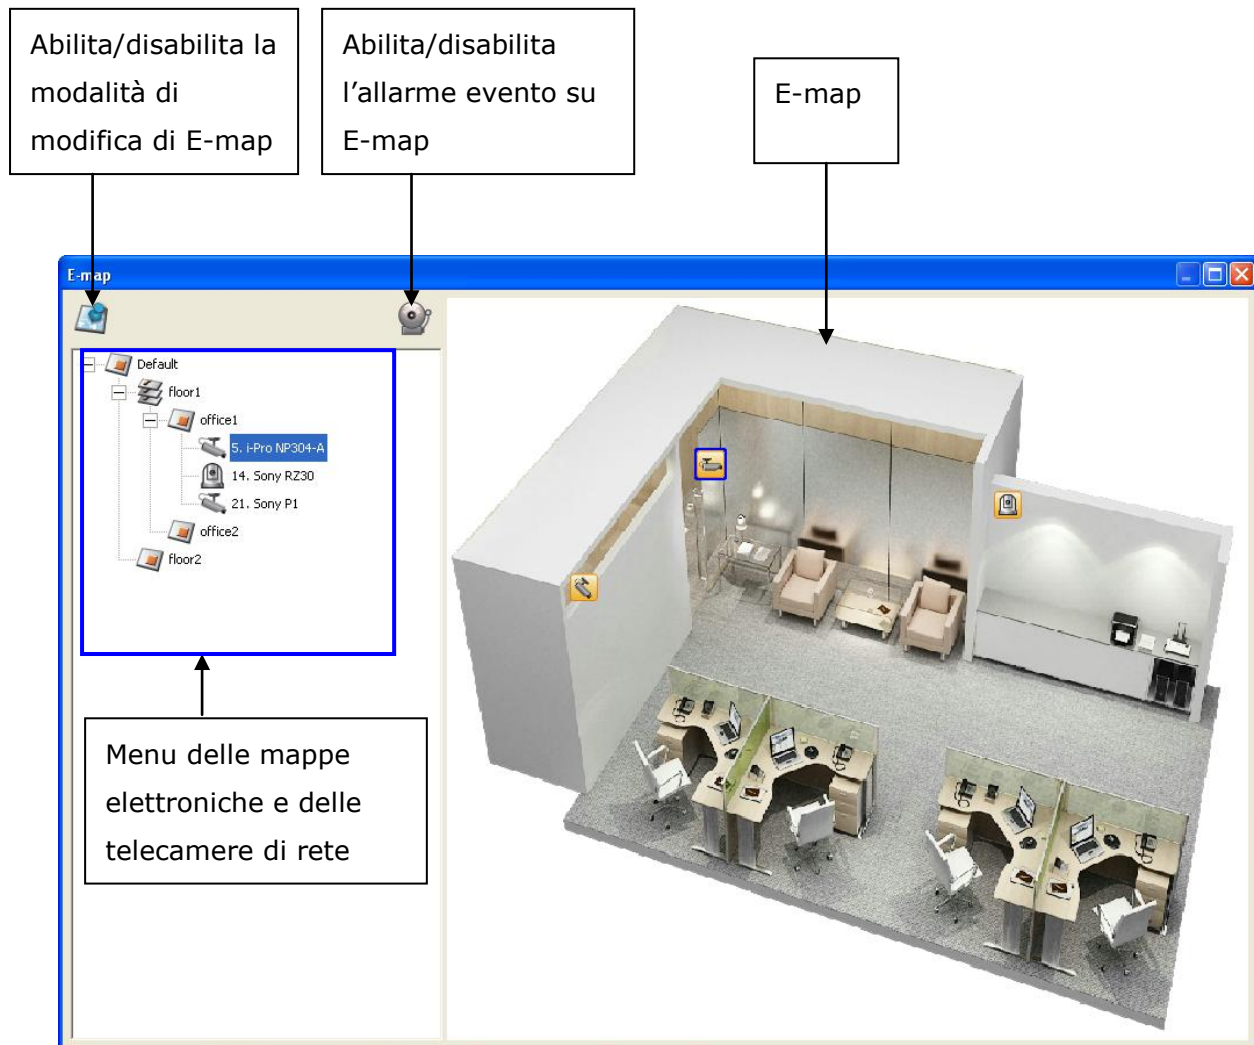 Abilita/disabilita la
modalità di
modifica di E-map
Abilita/disabilita
l’allarme evento su
E-map
E-map
E-map
Default
floor1
office1
5. i-Pro NP304-A
14. Sony RZ30
21. Sony P1
office2
floor2
Menu delle mappe
elettroniche e delle
telecamere di rete